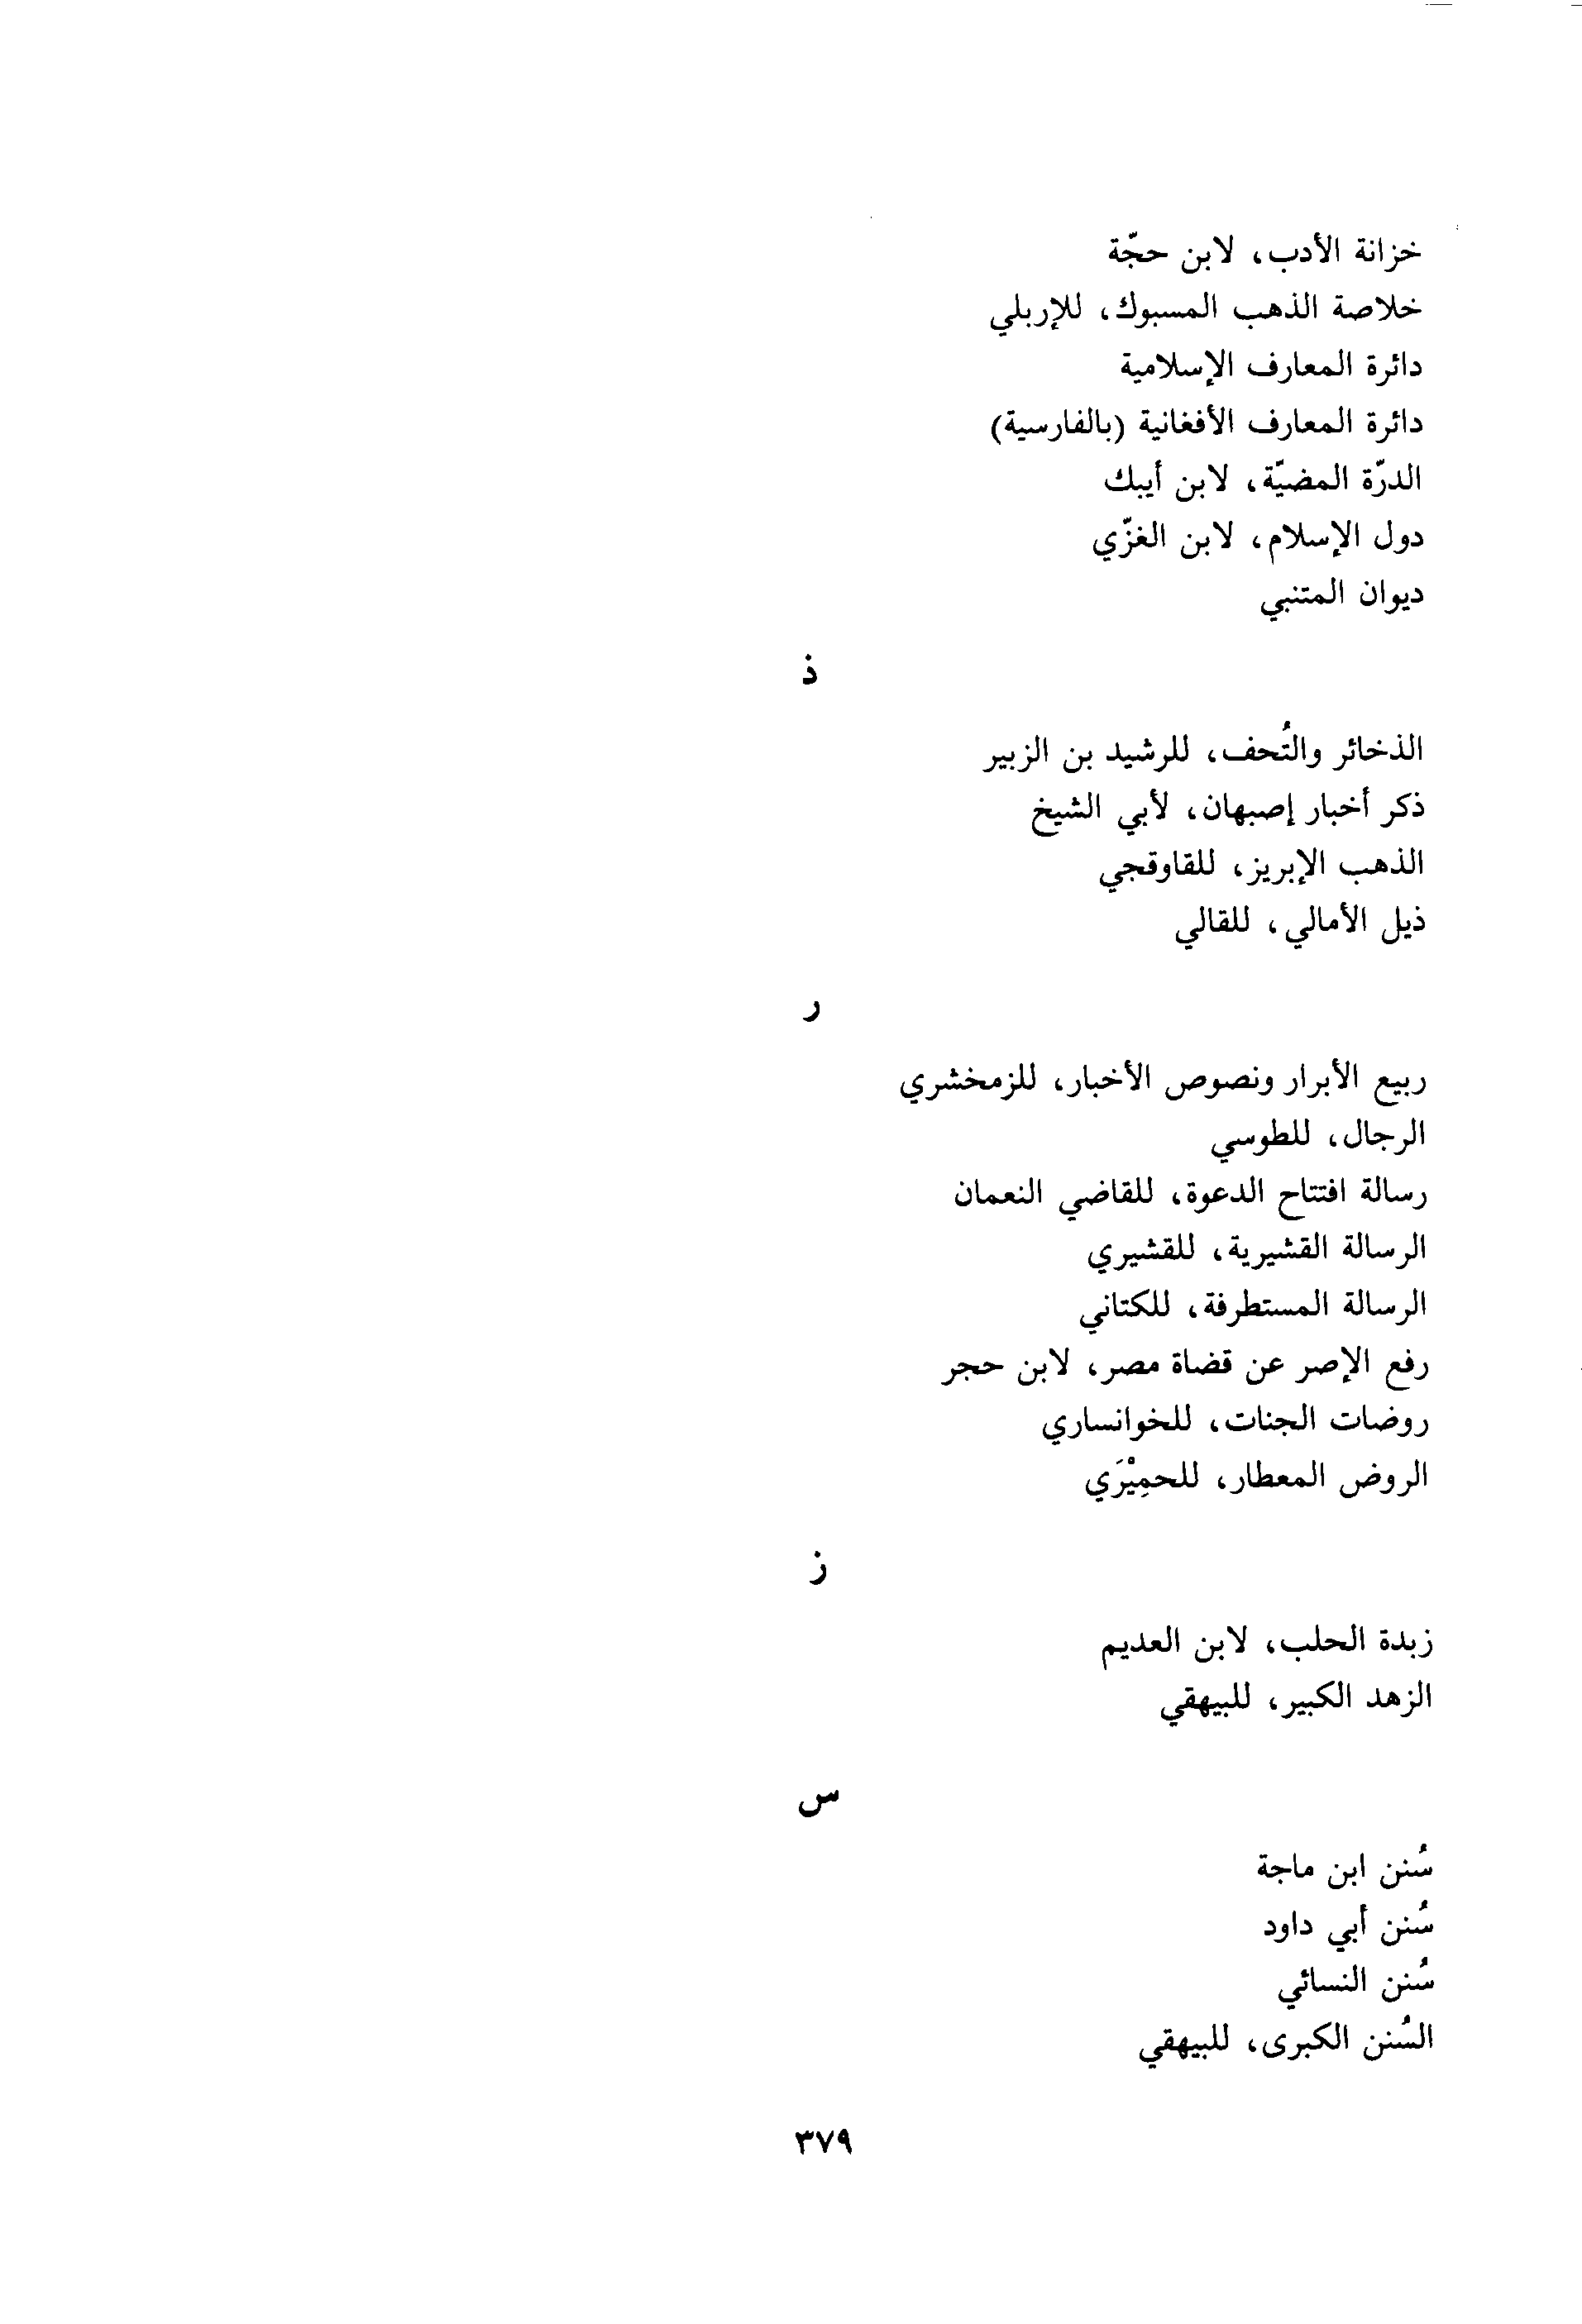 خزانة الأدب، لابن حجّة
خلاصة الذهب المسبوك، للإربلي
دائرة المعارف الإسلامية
دائرة المعارف الأفغانية (بالفارسية)
الدرّة المضيّة، لابن أيبك
دول الإسلام، لابن الغزّي
ديوان المتنبي
ذ
الذخائر والتُحف، للرشيد بن الزبير
ذكر أخبار إصبهان، لأبي الشيخ
الذهب الإبريز، للقاوقجي
ذيل الأمالي، للقالي
ر
ربيع الأبرار ونصوص الأخبار، للزمخشري
الرجال، للطوسي
رسالة افتتاح الدعوة، للقاضي النعمان
الرسالة القشيرية، للقشيري
الرسالة المستطرفة، للكتاني
رفع الإصر عن قضاة مصر، لابن حجر
روضات الجنات، للخوانساري
الروض المعطار، للحمِيْرَي
ز
زبدة الحلب، لابن العديم
الزهد الكبير، للبيهقي
س
سُنن ابن ماجة
سُنن أبي داود
سُنن النسائي
السُنن الكبرى، للبيهقي
٣٧٩